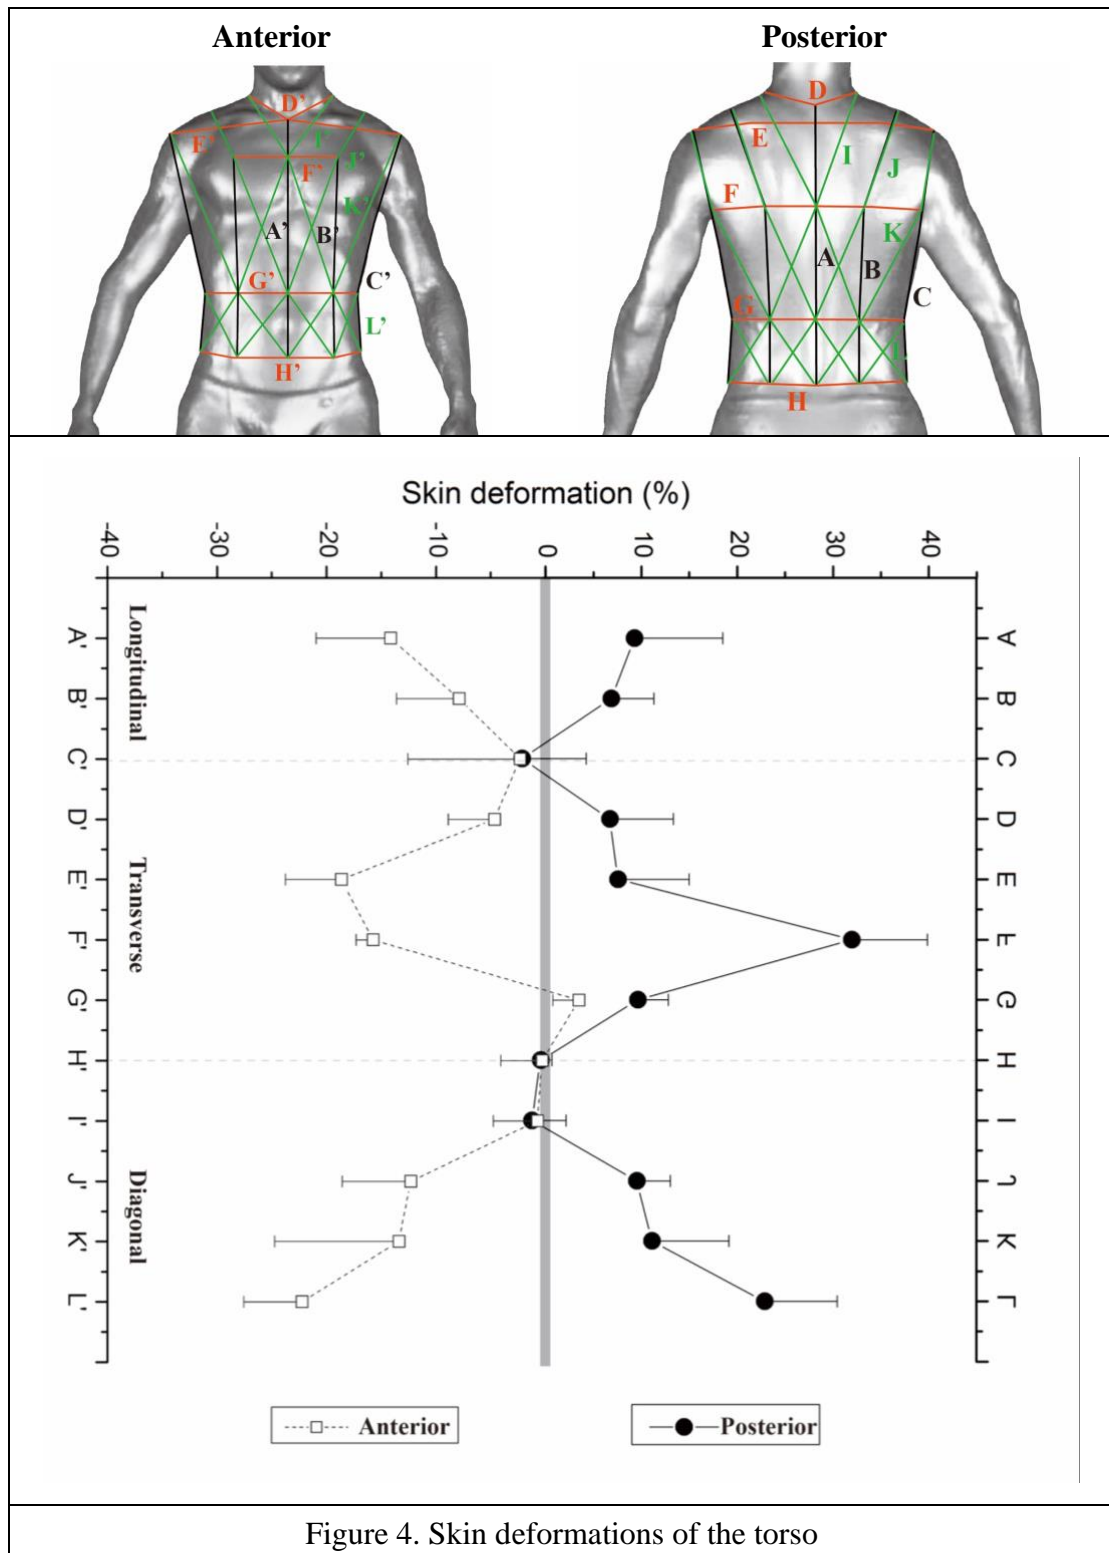 Anterior
Posterior
D'
E'
I'
J'
F'
K'
A'
B'
G'
C'
L'
H'
D
E
I
J
F
K
A
B
C
G
L
H
Skin deformation (%)
-40 -30 -20 -10 0 10 20 30 40
Longitudinal
Transverse
Diagonal
A' A
B' B
C' C
D' D
E' E
F' F
G' G
H' H
I' I
J' J
K' K
L' L
Anterior
Posterior
Figure 4. Skin deformations of the torso